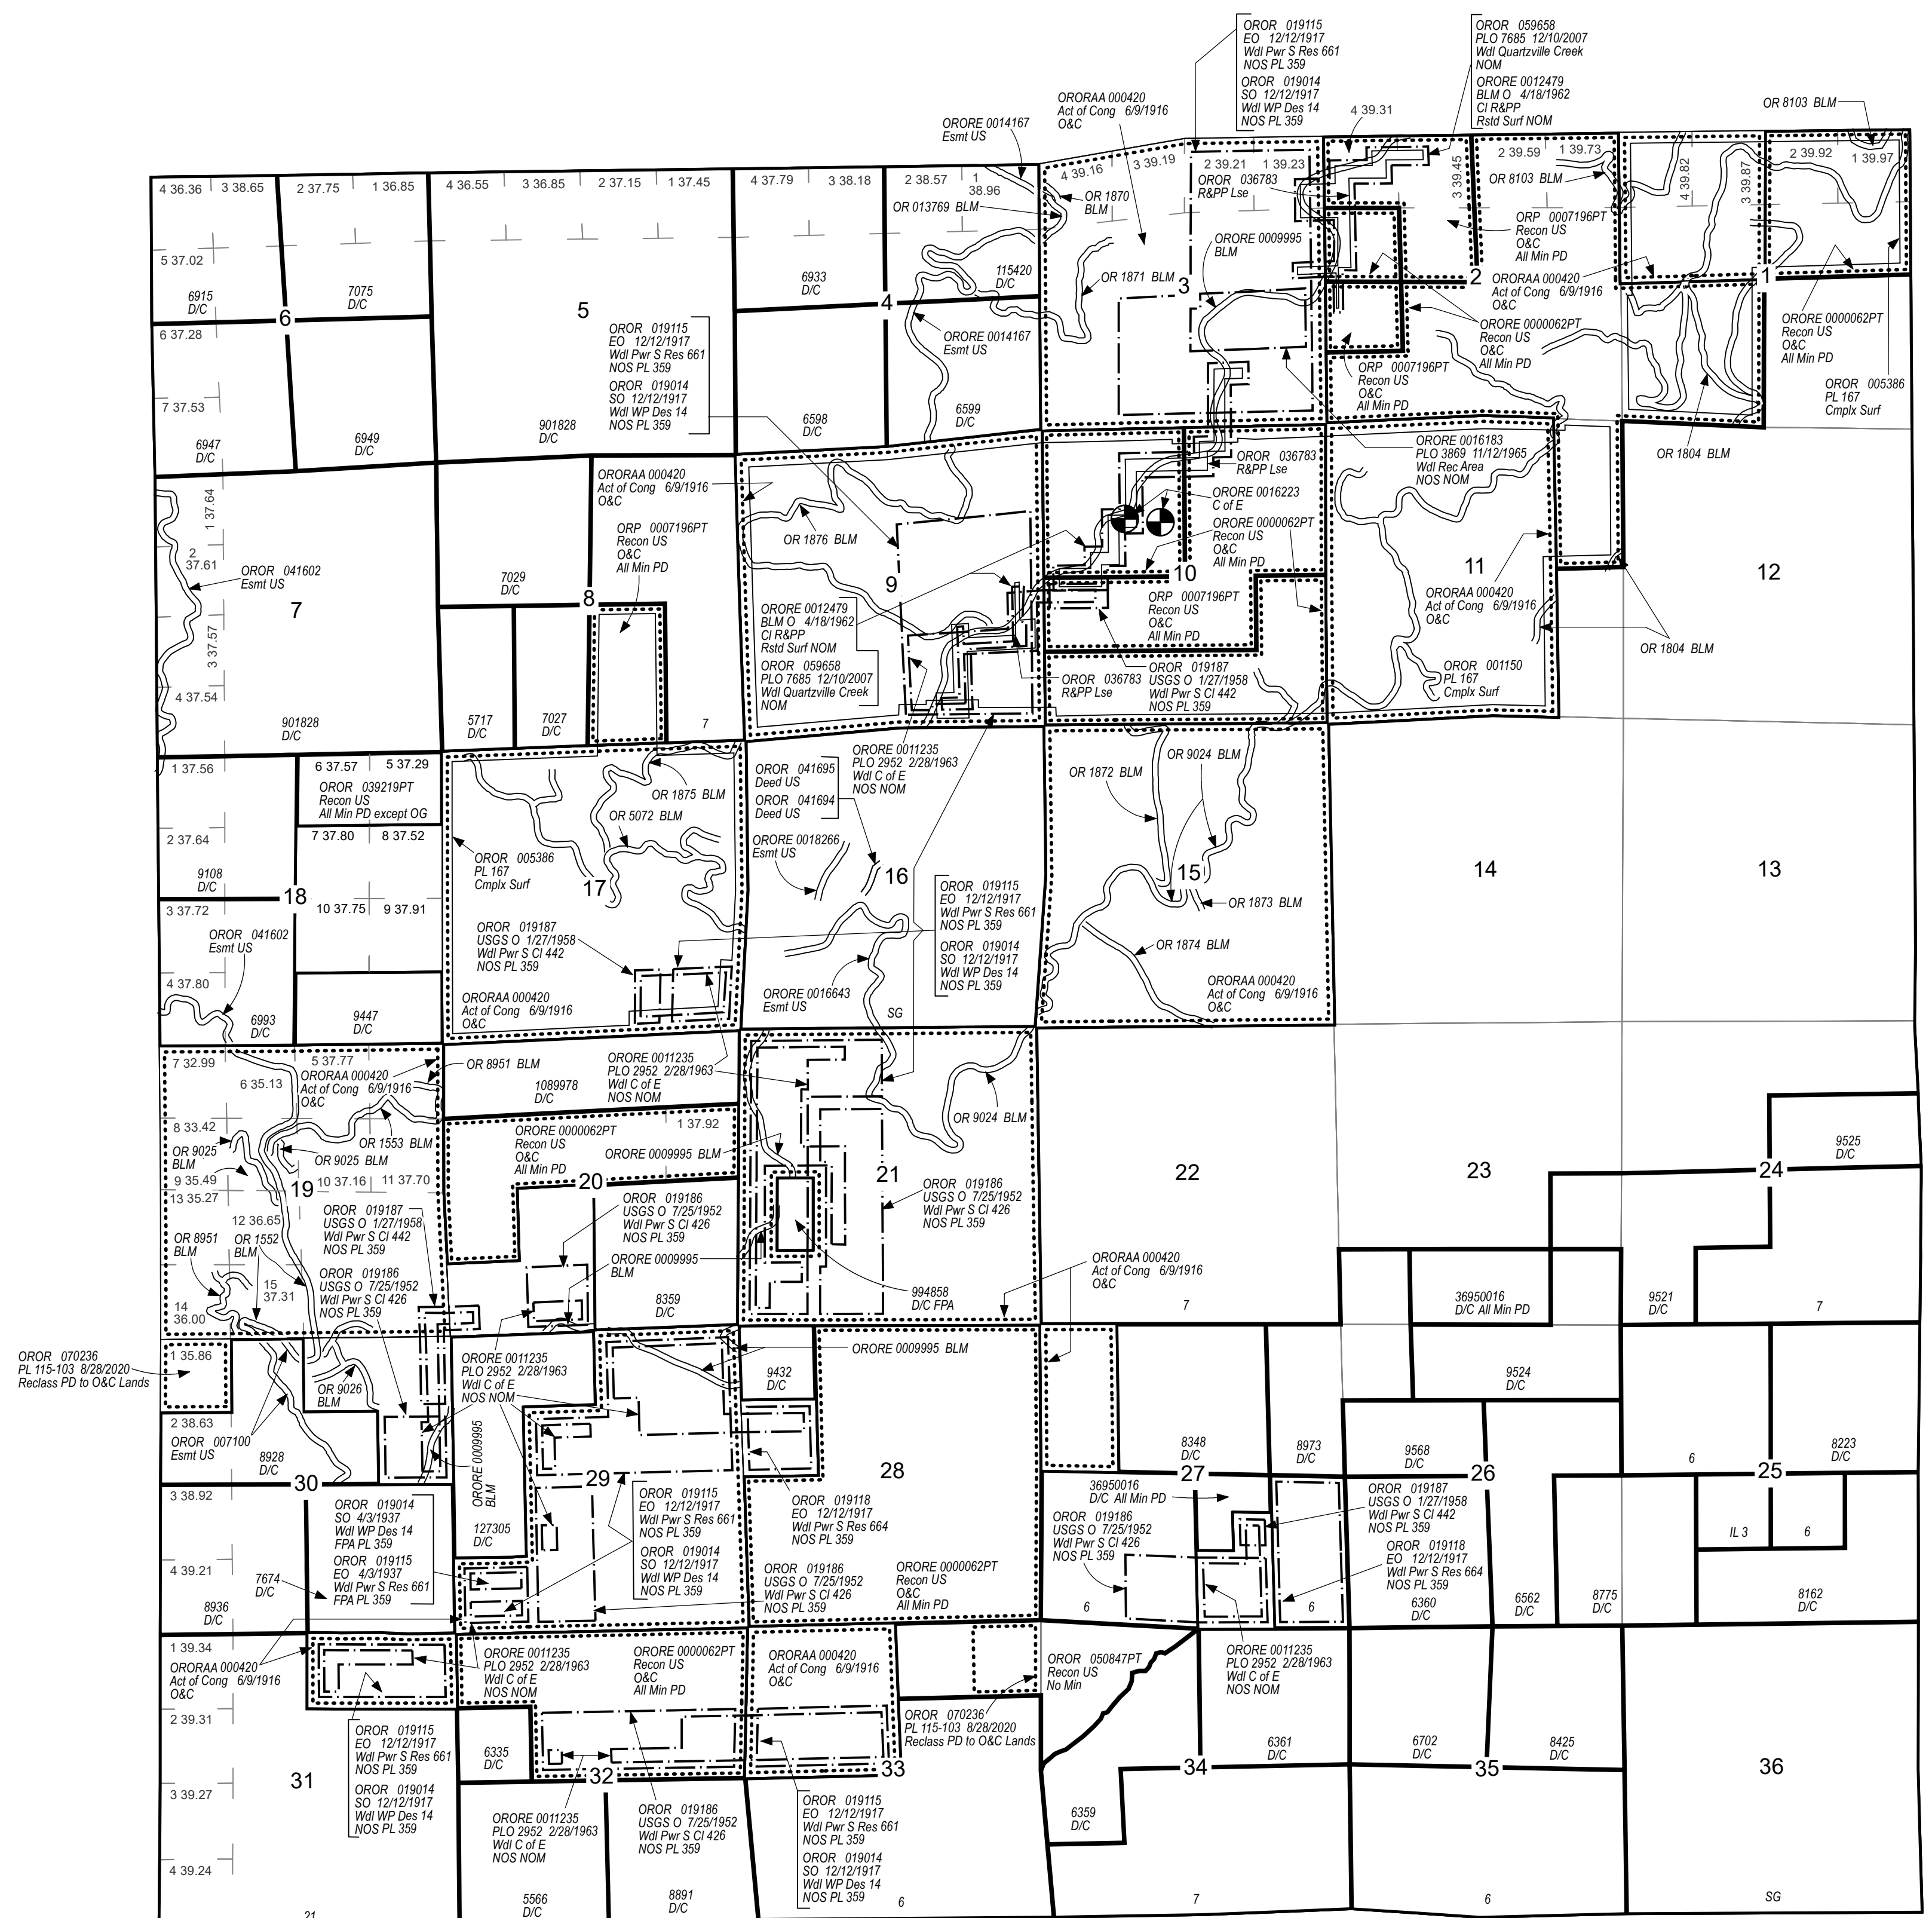 OROR 019115
EO 12/12/1917
Wdl Pwr S Res 661
NOS PL 359
OROR 019014
SO 12/12/1917
Wdl WP Des 14
NOS PL 359
OROR 059658
PLO 7685 12/10/2007
Wdl Quartzville Creek
NOM
ORORE 0012479
BLM O 4/18/1962
Cl R&PP
Rstd Surf NOM
ORORAA 000420
Act of Cong 6/9/1916
O&C
ORORE 0014167
Esmt US
4 39.31
OR 8103 BLM
4 36.36
3 38.65
2 37.75
1 36.85
4 36.55
3 36.85
2 37.15
1 37.45
4 37.79
3 38.18
2 38.57
1
38.96
4 39.16
3 39.19
2 39.21
1 39.23
3 39.45
2 39.59
1 39.73
4 39.82
3 39.87
2 39.92
1 39.97
OR 013769 BLM
OR 1870
BLM
OROR 036783
R&PP Lse
OR 8103 BLM
5 37.02
6915
D/C
7075
D/C
6
5
6933
D/C
115420
D/C
4
OR 1871 BLM
3
ORORE 0009995
BLM
ORP 0007196PT
Recon US
O&C
All Min PD
2
ORORAA 000420
Act of Cong 6/9/1916
O&C
1
6 37.28
7 37.53
6947
D/C
6949
D/C
OROR 019115
EO 12/12/1917
Wdl Pwr S Res 661
NOS PL 359
OROR 019014
SO 12/12/1917
Wdl WP Des 14
NOS PL 359
901828
D/C
ORORE 0014167
Esmt US
6598
D/C
6599
D/C
ORORE 0000062PT
Recon US
O&C
All Min PD
ORP 0007196PT
Recon US
O&C
All Min PD
ORORE 0000062PT
Recon US
O&C
All Min PD
OROR 005386
PL 167
Cmplx Surf
OR 1804 BLM
1 37.64
2
37.61
3 37.57
4 37.54
OROR 041602
Esmt US
7
901828
D/C
7029
D/C
8
5717
D/C
7027
D/C
7
ORORAA 000420
Act of Cong 6/9/1916
O&C
ORP 0007196PT
Recon US
O&C
All Min PD
OR 1876 BLM
9
ORORE 0012479
BLM O 4/18/1962
Cl R&PP
Rstd Surf NOM
OROR 059658
PLO 7685 12/10/2007
Wdl Quartzville Creek
NOM
OROR 036783
R&PP Lse
ORORE 0016223
C of E
ORORE 0000062PT
Recon US
O&C
All Min PD
10
ORP 0007196PT
Recon US
O&C
All Min PD
OROR 036783
R&PP Lse
OROR 019187
USGS O 1/27/1958
Wdl Pwr S Cl 442
NOS PL 359
ORORE 0016183
PLO 3869 11/12/1965
Wdl Rec Area
NOS NOM
11
ORORAA 000420
Act of Cong 6/9/1916
O&C
OROR 001150
PL 167
Cmplx Surf
OR 1804 BLM
12
1 37.56
6 37.57
5 37.29
OROR 039219PT
Recon US
All Min PD except OG
2 37.64
7 37.80
8 37.52
9108
D/C
18
3 37.72
10 37.75
9 37.91
OROR 041602
Esmt US
4 37.80
6993
D/C
9447
D/C
OR 1875 BLM
OR 5072 BLM
OROR 005386
PL 167
Cmplx Surf
17
OROR 019187
USGS O 1/27/1958
Wdl Pwr S Cl 442
NOS PL 359
ORORAA 000420
Act of Cong 6/9/1916
O&C
OROR 041695
Deed US
OROR 041694
Deed US
ORORE 0011235
PLO 2952 2/28/1963
Wdl C of E
NOS NOM
ORORE 0018266
Esmt US
16
OROR 019115
EO 12/12/1917
Wdl Pwr S Res 661
NOS PL 359
OROR 019014
SO 12/12/1917
Wdl WP Des 14
NOS PL 359
ORORE 0016643
Esmt US
SG
OR 1872 BLM
OR 9024 BLM
15
OR 1873 BLM
OR 1874 BLM
ORORAA 000420
Act of Cong 6/9/1916
O&C
14
13
7 32.99
5 37.77
6 35.13
ORORAA 000420
Act of Cong 6/9/1916
O&C
OR 8951 BLM
8 33.42
OR 1553 BLM
OR 9025
BLM
OR 9025 BLM
9 35.49
13 35.27
19
10 37.16
11 37.70
12 36.65
OR 8951
BLM
OR 1552
BLM
OROR 019187
USGS O 1/27/1958
Wdl Pwr S Cl 442
NOS PL 359
OROR 019186
USGS O 7/25/1952
Wdl Pwr S Cl 426
NOS PL 359
15
37.31
14
36.00
1089978
D/C
ORORE 0011235
PLO 2952 2/28/1963
Wdl C of E
NOS NOM
ORORE 0000062PT
Recon US
O&C
All Min PD
1 37.92
ORORE 0009995 BLM
20
OROR 019186
USGS O 7/25/1952
Wdl Pwr S Cl 426
NOS PL 359
ORORE 0009995
BLM
8359
D/C
OR 9024 BLM
21
OROR 019186
USGS O 7/25/1952
Wdl Pwr S Cl 426
NOS PL 359
994858
D/C FPA
22
ORORAA 000420
Act of Cong 6/9/1916
O&C
7
23
36950016
D/C All Min PD
9525
D/C
24
9521
D/C
7
OROR 070236
PL 115-103 8/28/2020
Reclass PD to O&C Lands
1 35.86
OR 9026
BLM
2 38.63
OROR 007100
Esmt US
8928
D/C
30
3 38.92
OROR 019014
SO 4/3/1937
Wdl WP Des 14
FPA PL 359
OROR 019115
EO 4/3/1937
Wdl Pwr S Res 661
FPA PL 359
4 39.21
7674
D/C
8936
D/C
ORORE 0011235
PLO 2952 2/28/1963
Wdl C of E
NOS NOM
ORORE 0009995
BLM
127305
D/C
29
OROR 019115
EO 12/12/1917
Wdl Pwr S Res 661
NOS PL 359
OROR 019014
SO 12/12/1917
Wdl WP Des 14
NOS PL 359
ORORE 0009995 BLM
9432
D/C
28
OROR 019118
EO 12/12/1917
Wdl Pwr S Res 664
NOS PL 359
OROR 019186
USGS O 7/25/1952
Wdl Pwr S Cl 426
NOS PL 359
ORORE 0000062PT
Recon US
O&C
All Min PD
8348
D/C
8973
D/C
27
36950016
D/C All Min PD
OROR 019186
USGS O 7/25/1952
Wdl Pwr S Cl 426
NOS PL 359
6
6
9524
D/C
9568
D/C
26
OROR 019187
USGS O 1/27/1958
Wdl Pwr S Cl 442
NOS PL 359
OROR 019118
EO 12/12/1917
Wdl Pwr S Res 664
NOS PL 359
6360
D/C
6562
D/C
8775
D/C
6
8223
D/C
25
IL 3
6
8162
D/C
1 39.34
ORORAA 000420
Act of Cong 6/9/1916
O&C
2 39.31
OROR 019115
EO 12/12/1917
Wdl Pwr S Res 661
NOS PL 359
OROR 019014
SO 12/12/1917
Wdl WP Des 14
NOS PL 359
31
3 39.27
4 39.24
21
ORORE 0011235
PLO 2952 2/28/1963
Wdl C of E
NOS NOM
ORORE 0000062PT
Recon US
O&C
All Min PD
6335
D/C
32
ORORE 0011235
PLO 2952 2/28/1963
Wdl C of E
NOS NOM
OROR 019186
USGS O 7/25/1952
Wdl Pwr S Cl 426
NOS PL 359
5566
D/C
8891
D/C
ORORAA 000420
Act of Cong 6/9/1916
O&C
OROR 070236
PL 115-103 8/28/2020
Reclass PD to O&C Lands
33
OROR 019115
EO 12/12/1917
Wdl Pwr S Res 661
NOS PL 359
OROR 019014
SO 12/12/1917
Wdl WP Des 14
NOS PL 359
6
OROR 050847PT
Recon US
No Min
ORORE 0011235
PLO 2952 2/28/1963
Wdl C of E
NOS NOM
6361
D/C
34
6359
D/C
7
6702
D/C
8425
D/C
35
6
36
SG